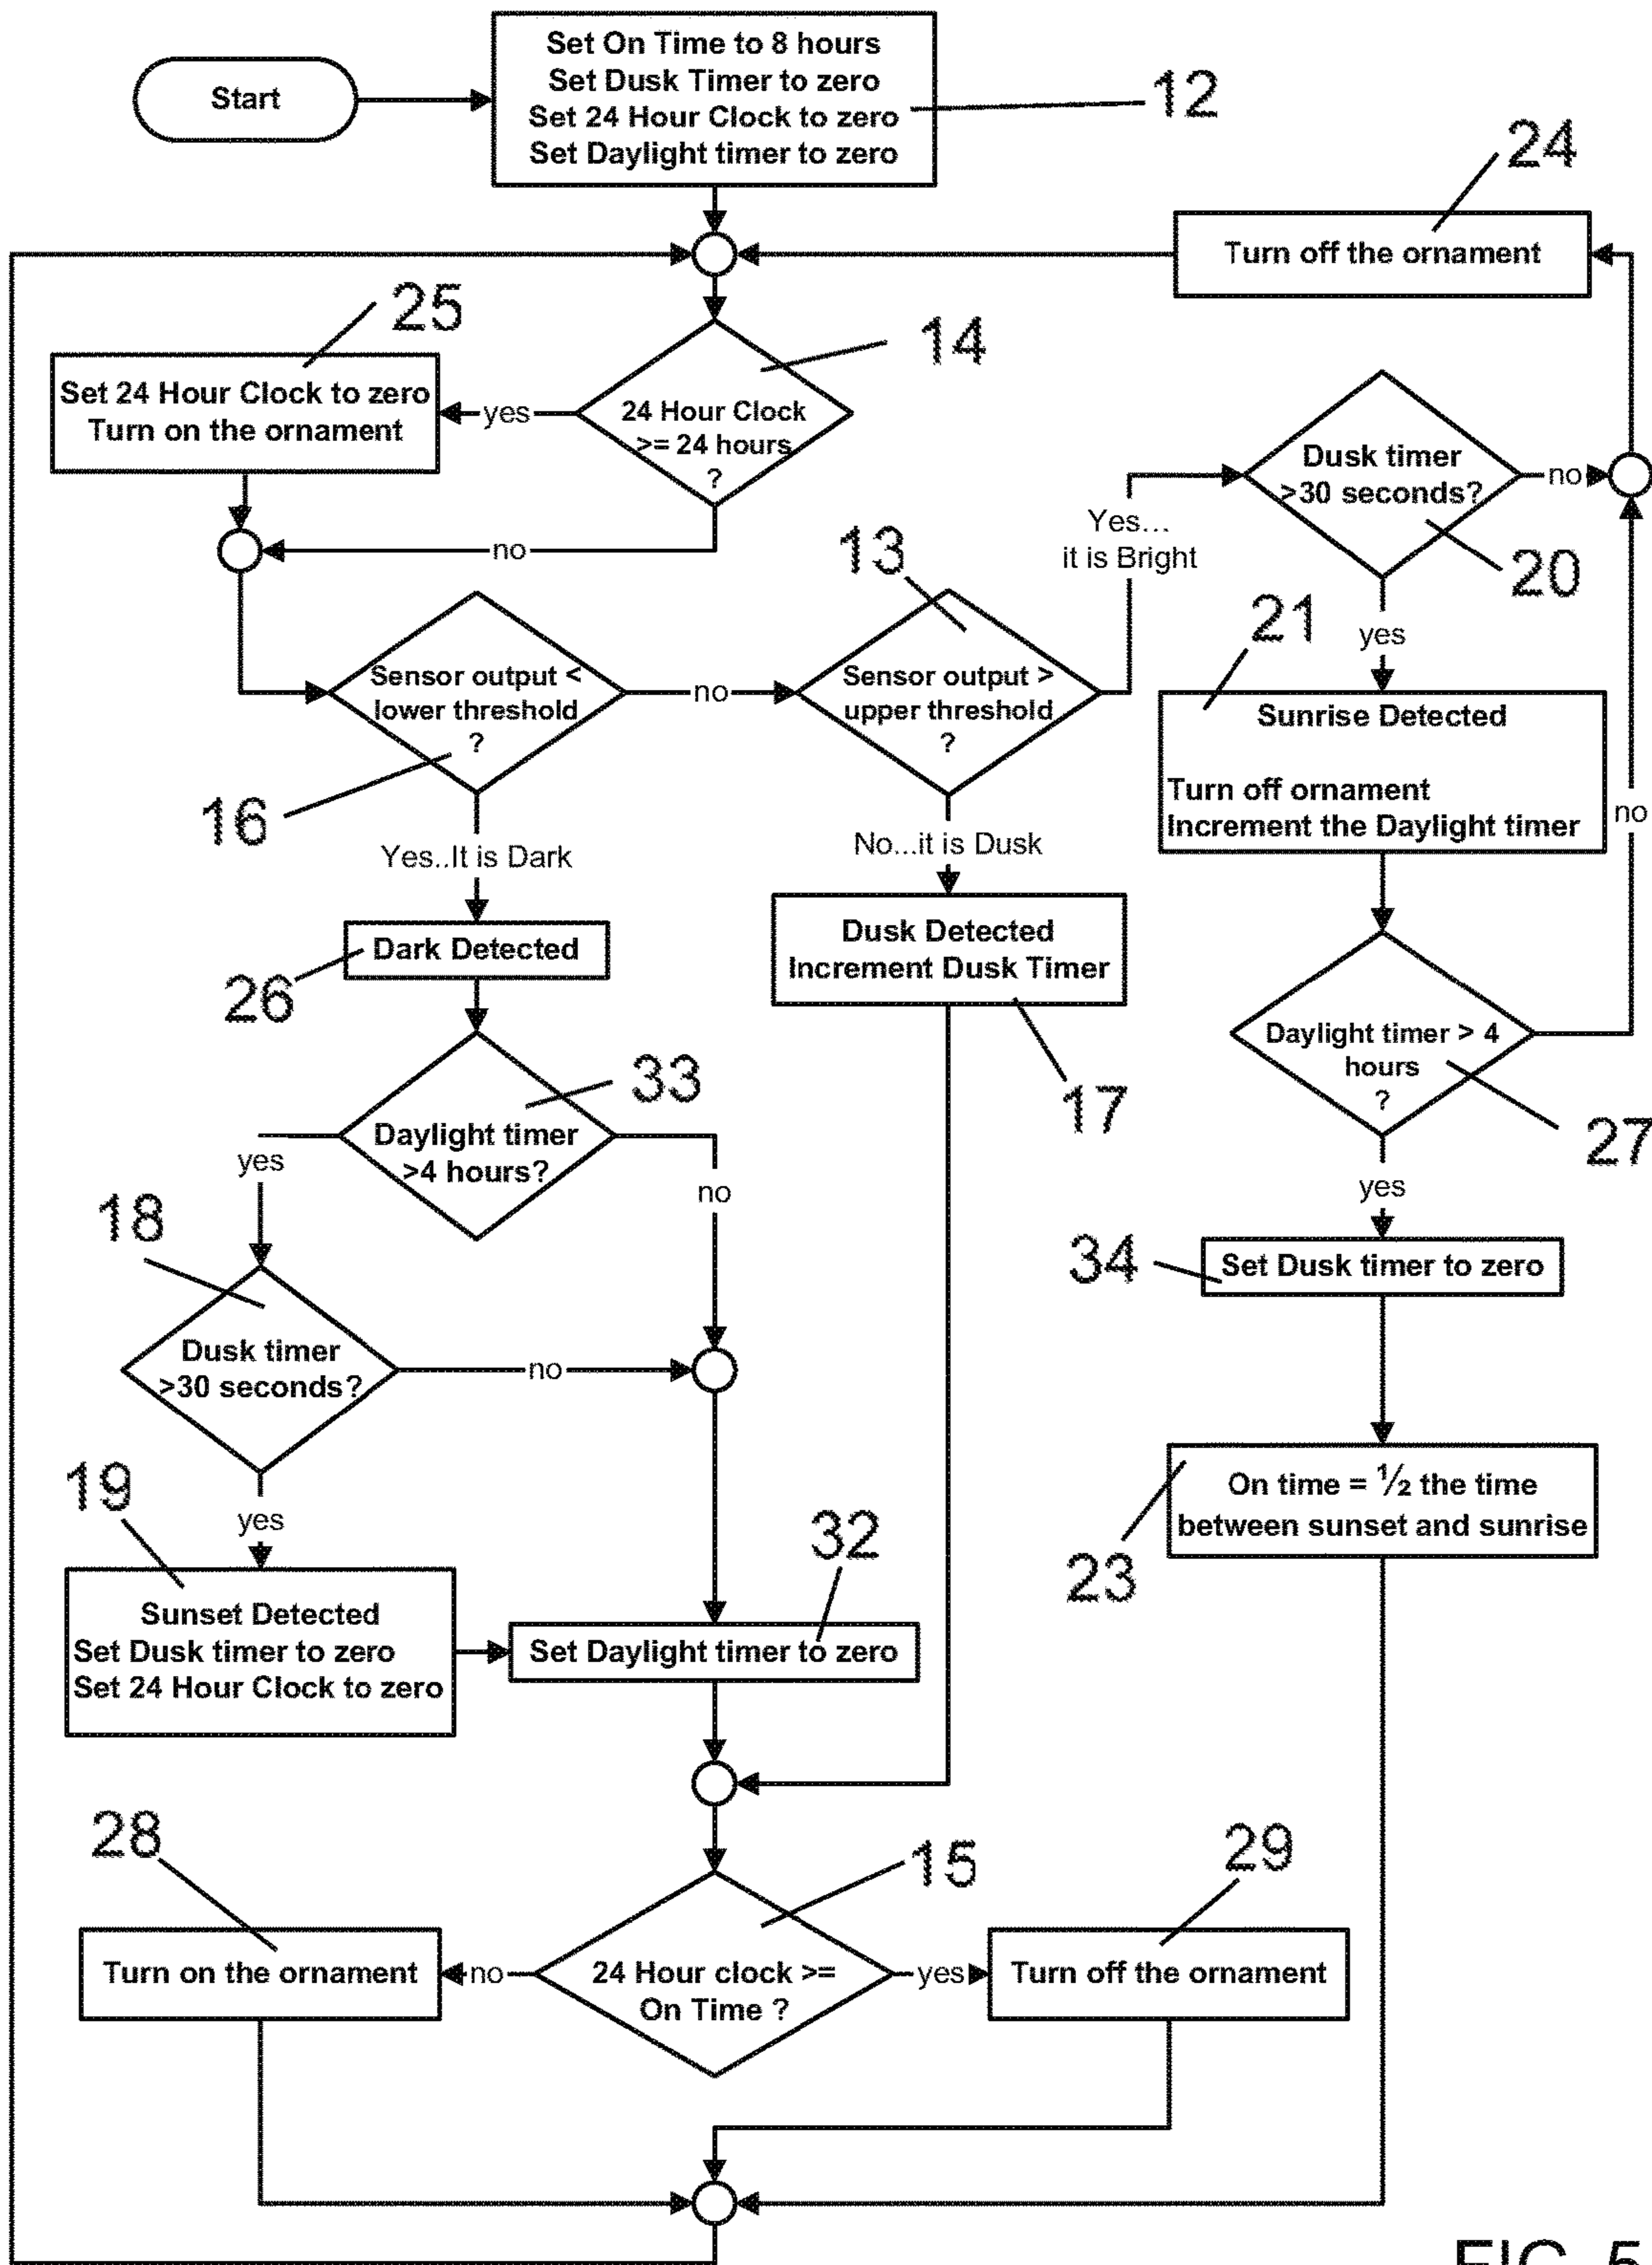 Start
Set On Time to 8 hours
Set Dusk Timer to zero
Set 24 Hour Clock to zero
Set Daylight timer to zero
12
24
Turn off the ornament
25
Set 24 Hour Clock to zero
Turn on the ornament
yes
14
24 Hour Clock
>= 24 hours
?
no
Dusk timer
>30 seconds?
no
20
Yes...
it is Bright
13
Sensor output <
lower threshold
?
16
no
Sensor output >
upper threshold
?
yes
21
Sunrise Detected
Turn off ornament
Increment the Daylight timer
no
Yes..It is Dark
No...it is Dusk
Dark Detected
26
Dusk Detected
Increment Dusk Timer
17
Daylight timer > 4
hours
?
27
33
Daylight timer
>4 hours?
yes
no
yes
18
34
Set Dusk timer to zero
Dusk timer
>30 seconds?
no
yes
19
Sunset Detected
Set Dusk timer to zero
Set 24 Hour Clock to zero
32
Set Daylight timer to zero
On time = ½ the time
between sunset and sunrise
23
28
Turn on the ornament
no
15
24 Hour clock >=
On Time ?
yes
29
Turn off the ornament
FIG. 5